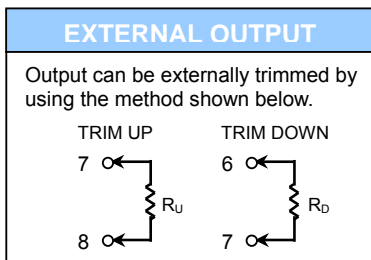 EXTERNAL OUTPUT
Output can be externally trimmed by
using the method shown below.
TRIM UP TRIM DOWN
7 6
RU RD
8 7